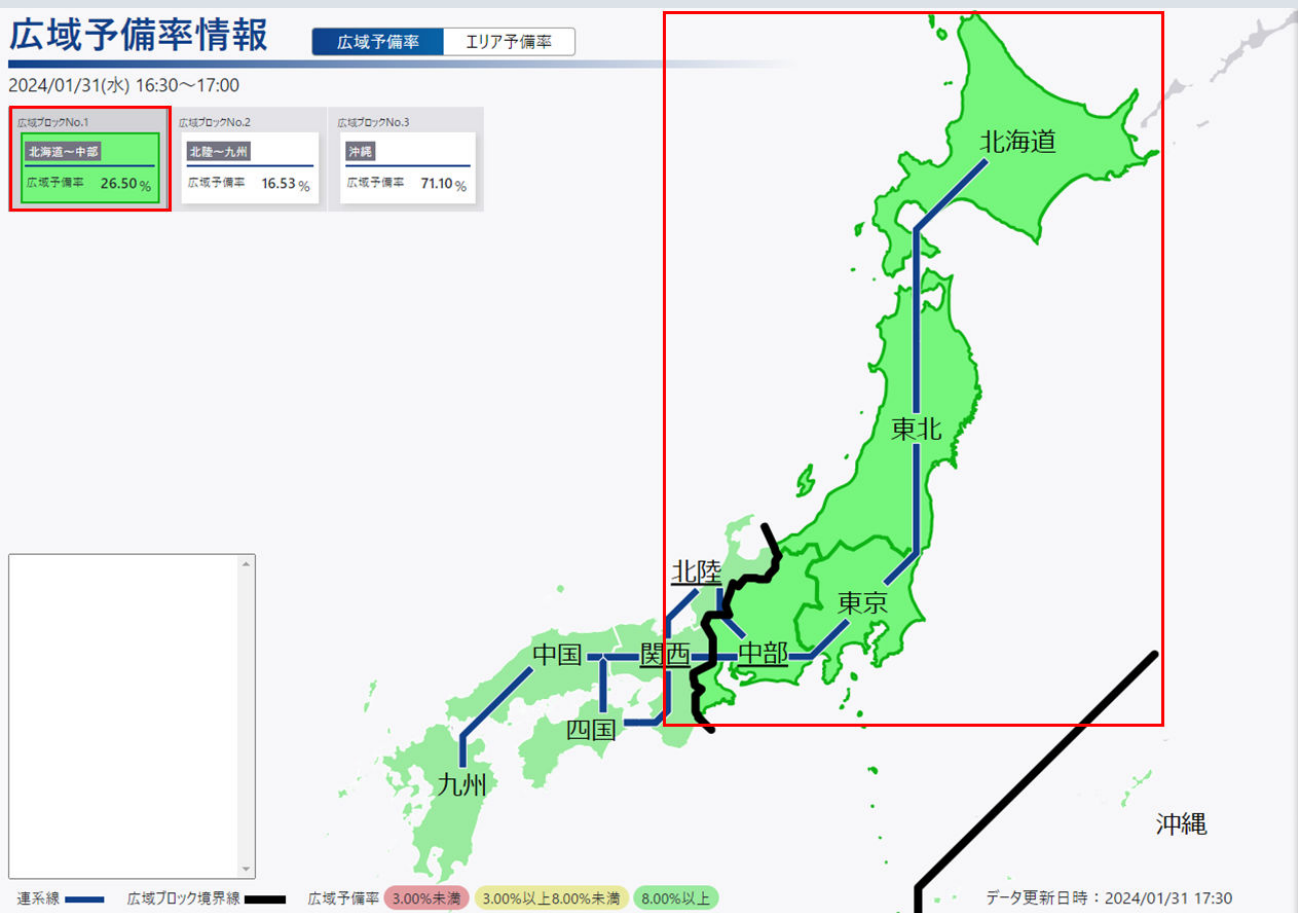 広域予備率情報
広域予備率 エリア予備率
2024/01/31(水) 16:30～17:00
広域ブロックNo.1
北海道～中部
広域予備率 26.50 %
広域ブロックNo.2
北陸～九州
広域予備率 16.53 %
広域ブロックNo.3
沖縄
広域予備率 71.10 %
北海道
東北
北陸
東京
中国
関西
中部
四国
九州
沖縄
連系線 広域ブロック境界線 広域予備率 3.00%未満 3.00%以上8.00%未満 8.00%以上
データ更新日時：2024/01/31 17:30